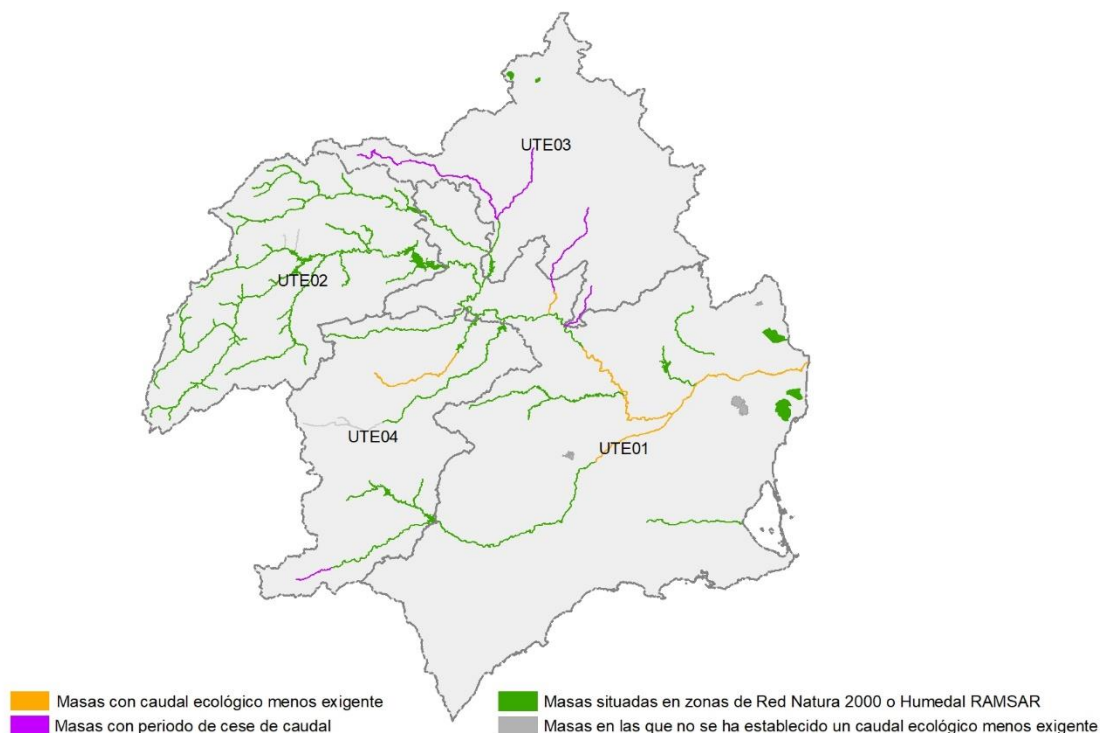 UTE03
UTE02
UTE04
UTE01
Masas con caudal ecológico menos exigente
Masas situadas en zonas de Red Natura 2000 o Humedal RAMSAR
Masas con periodo de cese de caudal
Masas en las que no se ha establecido un caudal ecológico menos exigente